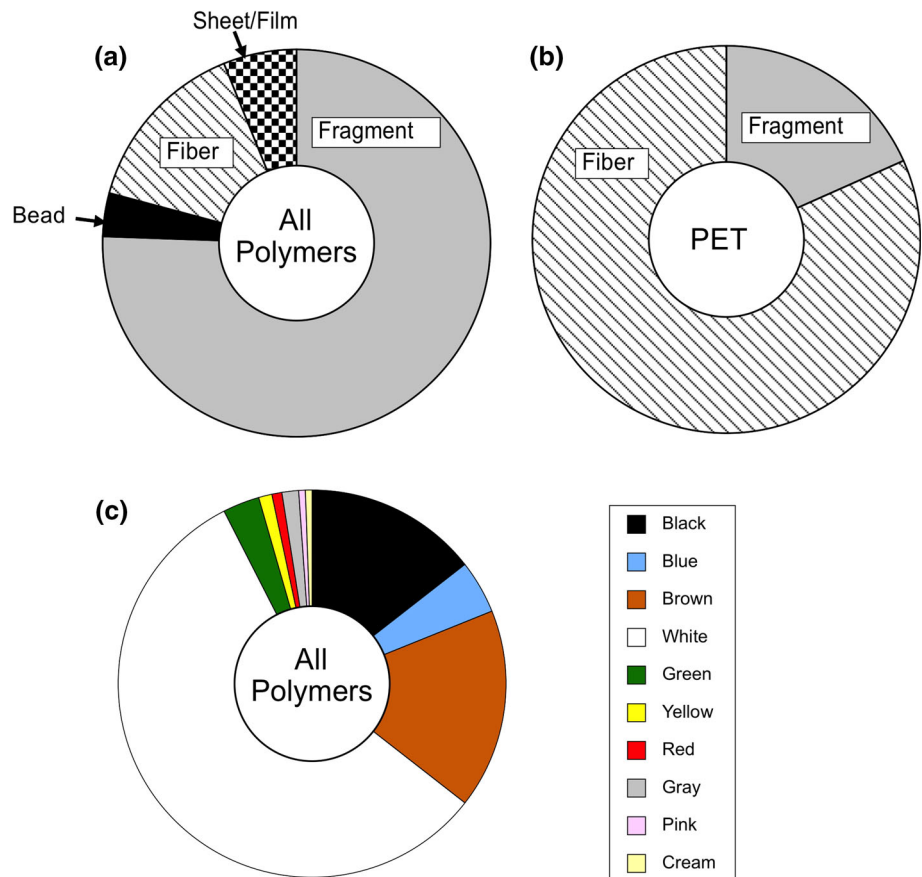 Sheet/Film
(a)
Fragment
Fiber
Bead
All
Polymers
(b)
Fragment
Fiber
PET
(c)
All
Polymers
Black
Blue
Brown
White
Green
Yellow
Red
Gray
Pink
Cream